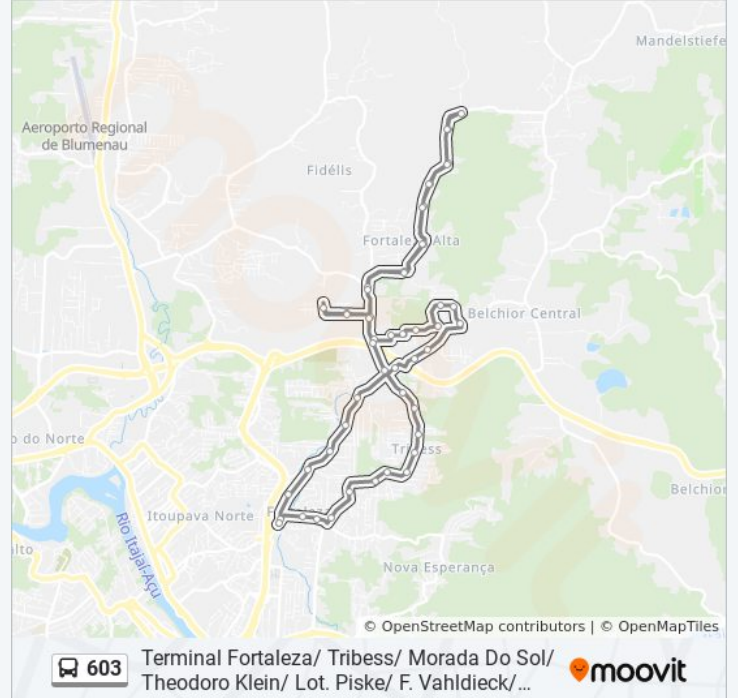 Mandelstiefe
Aeroporto Regional
de Blumenau
Fidélis
Fortale Alta
Belchior Central
o do Norte
Tribess
Belchior
Itoupava Norte
F
alto
Rio Itajaí-Açu
Nova Esperança
© OpenStreetMap contributors | © OpenMapTiles
603
Terminal Fortaleza/ Tribess/ Morada Do Sol/
Theodoro Klein/ Lot. Piske/ F. Vahldieck/...
moovit